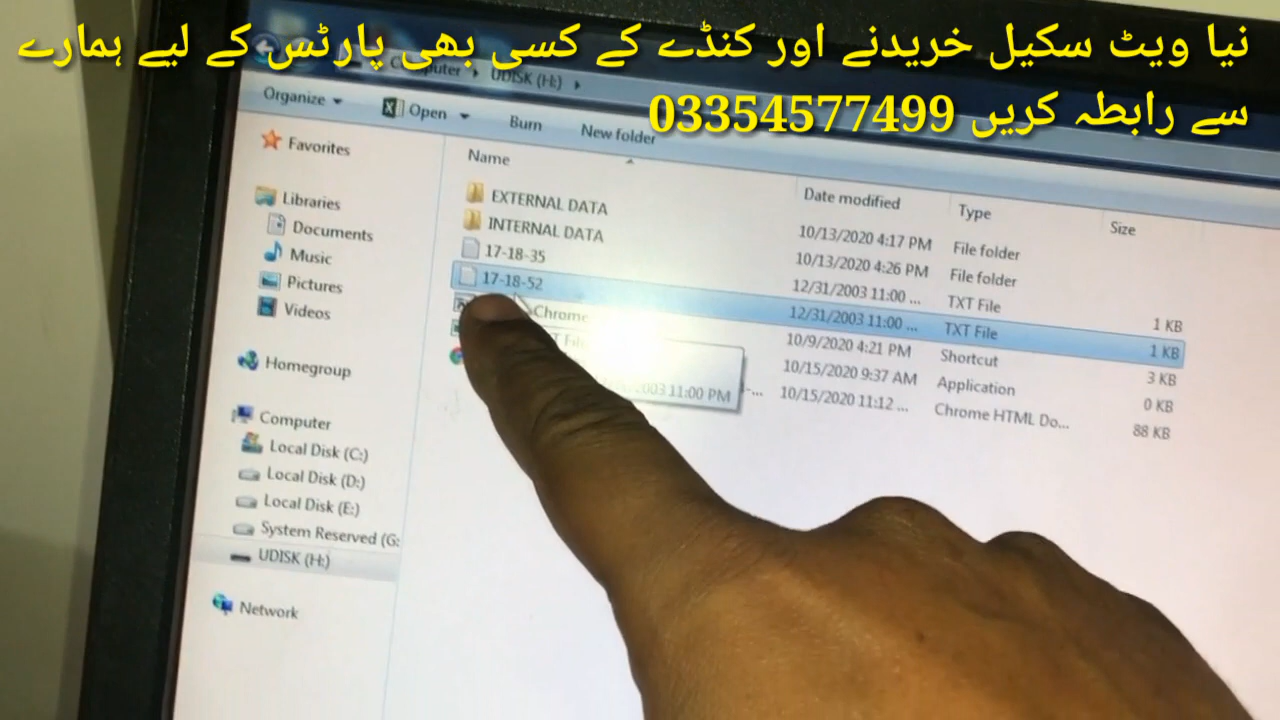 نیا ویٹ سکیل خریدنے اور کنڈے کے کسی بھی پارٹس کے لیے ہمارے
سے رابطہ کریں 03354577499
UDISK (H:)
Organize
Open
Burn
New folder
Name
Date modified
Type
Size
EXTERNAL DATA
10/13/2020 4:17 PM
File folder
INTERNAL DATA
10/13/2020 4:26 PM
File folder
17-18-35
12/31/2003 11:00 ...
TXT File
1 KB
17-18-52
12/31/2003 11:00 ...
TXT File
1 KB
Chrome
10/9/2020 4:21 PM
Shortcut
3 KB
10/15/2020 9:37 AM
Application
0 KB
10/15/2020 11:12 ...
Chrome HTML Do...
88 KB
11:00 PM
Favorites
Libraries
Documents
Music
Pictures
Videos
Homegroup
Computer
Local Disk (C:)
Local Disk (D:)
Local Disk (E:)
System Reserved (G:
UDISK (H:)
Network